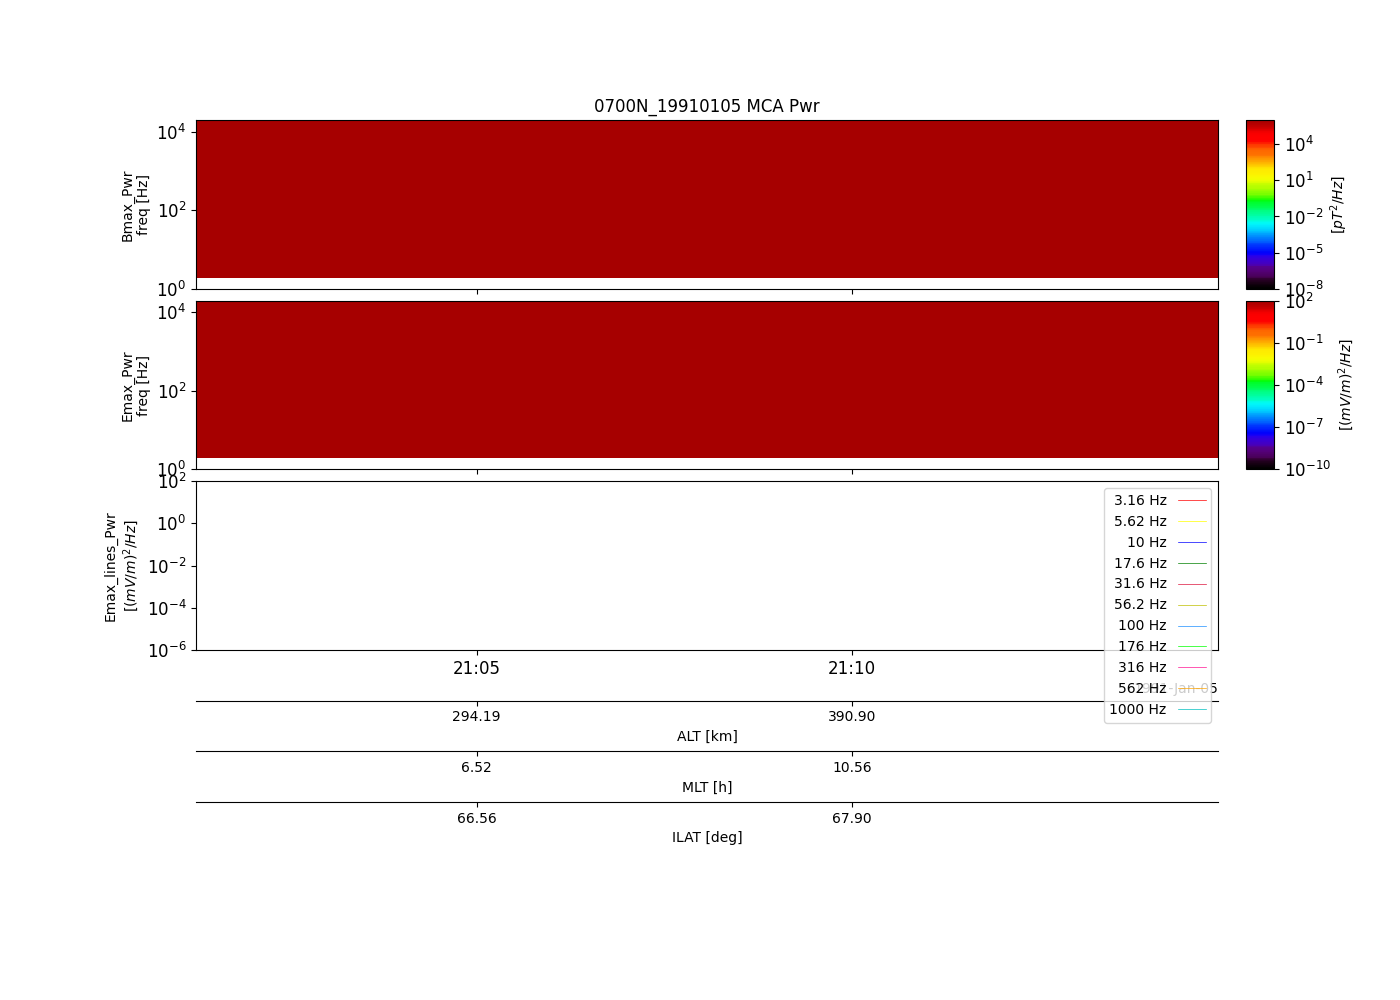 0700N_19910105 MCA Pwr
10^4
10^2
10^0
Bmax_Pwr
freq [Hz]
10^4
10^1
10^-2
10^-5
10^-8
[pT^2/Hz]
10^4
10^2
10^0
Emax_Pwr
freq [Hz]
10^2
10^-1
10^-4
10^-7
10^-10
[(mV/m)^2/Hz]
10^2
10^0
10^-2
10^-4
10^-6
Emax_lines_Pwr
[(mV/m)^2/Hz]
3.16 Hz
5.62 Hz
10 Hz
17.6 Hz
31.6 Hz
56.2 Hz
100 Hz
176 Hz
316 Hz
562 Hz
1000 Hz
21:05 21:10
-Jan-05
294.19 390.90
ALT [km]
6.52 10.56
MLT [h]
66.56 67.90
ILAT [deg]